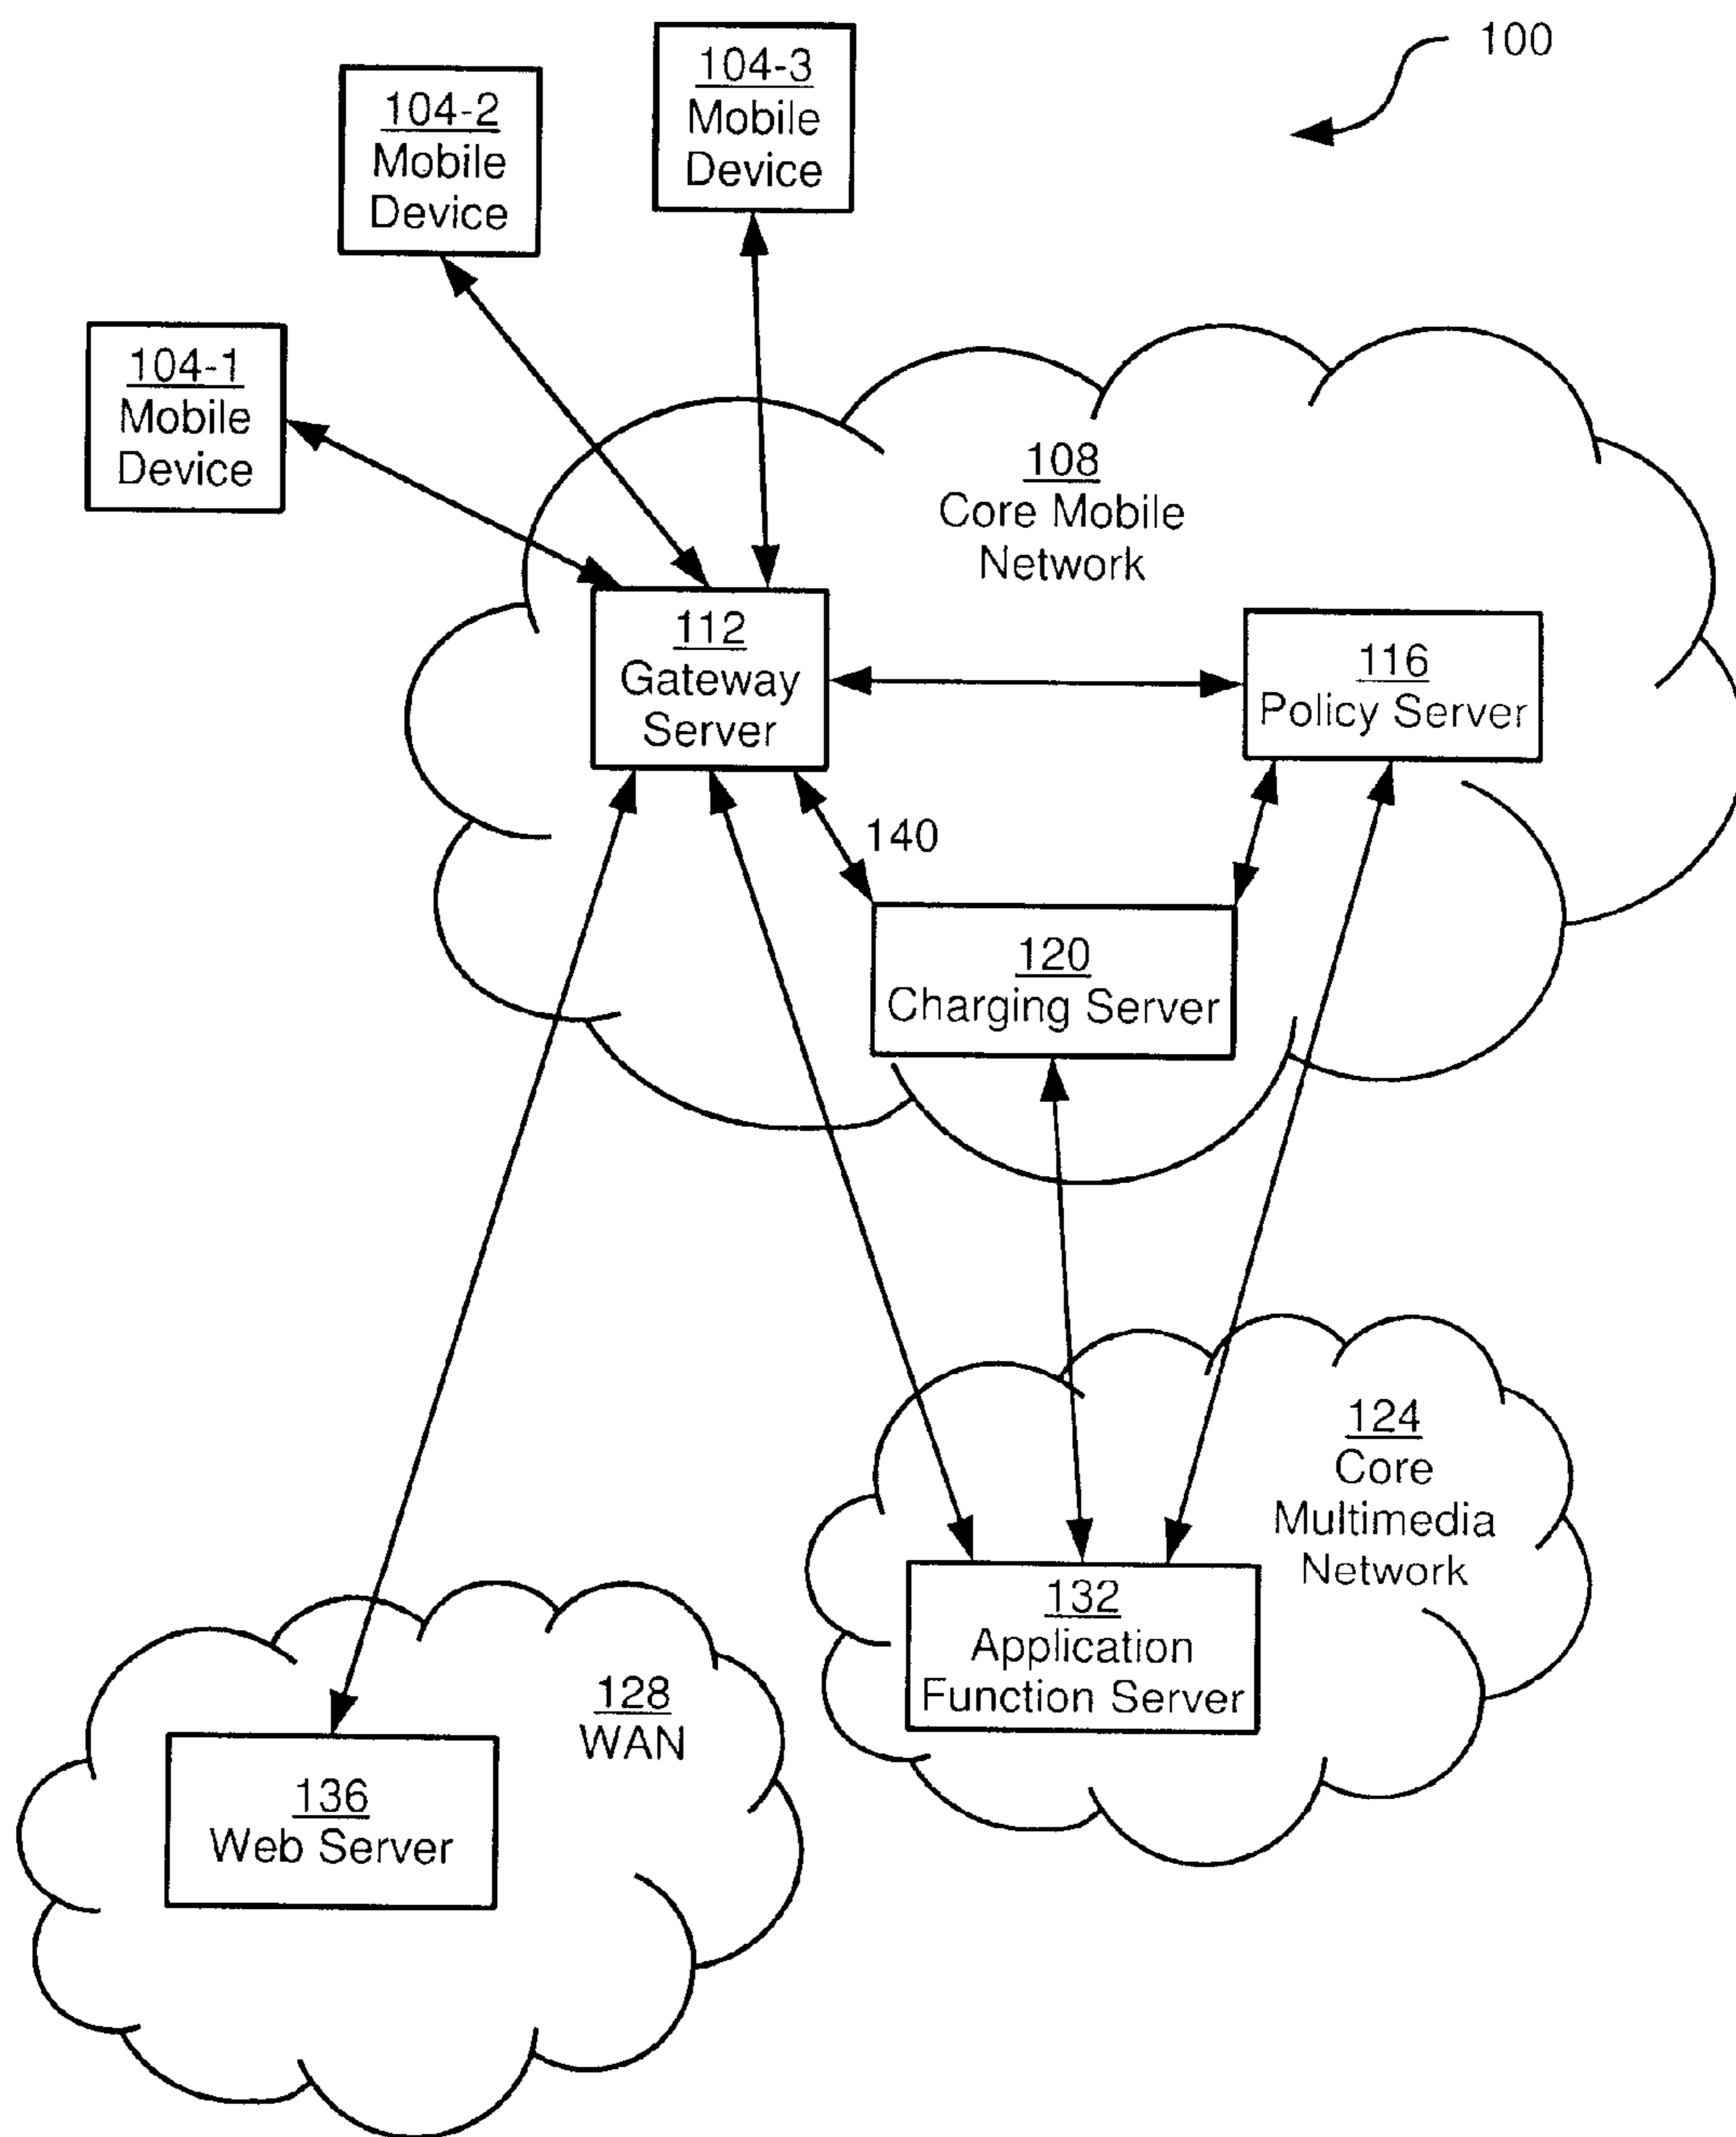 100
104-3
Mobile
Device
104-2
Mobile
Device
104-1
Mobile
Device
108
Core Mobile
Network
112
Gateway
Server
116
Policy Server
140
120
Charging Server
124
Core
Multimedia
Network
132
Application
Function Server
128
WAN
136
Web Server